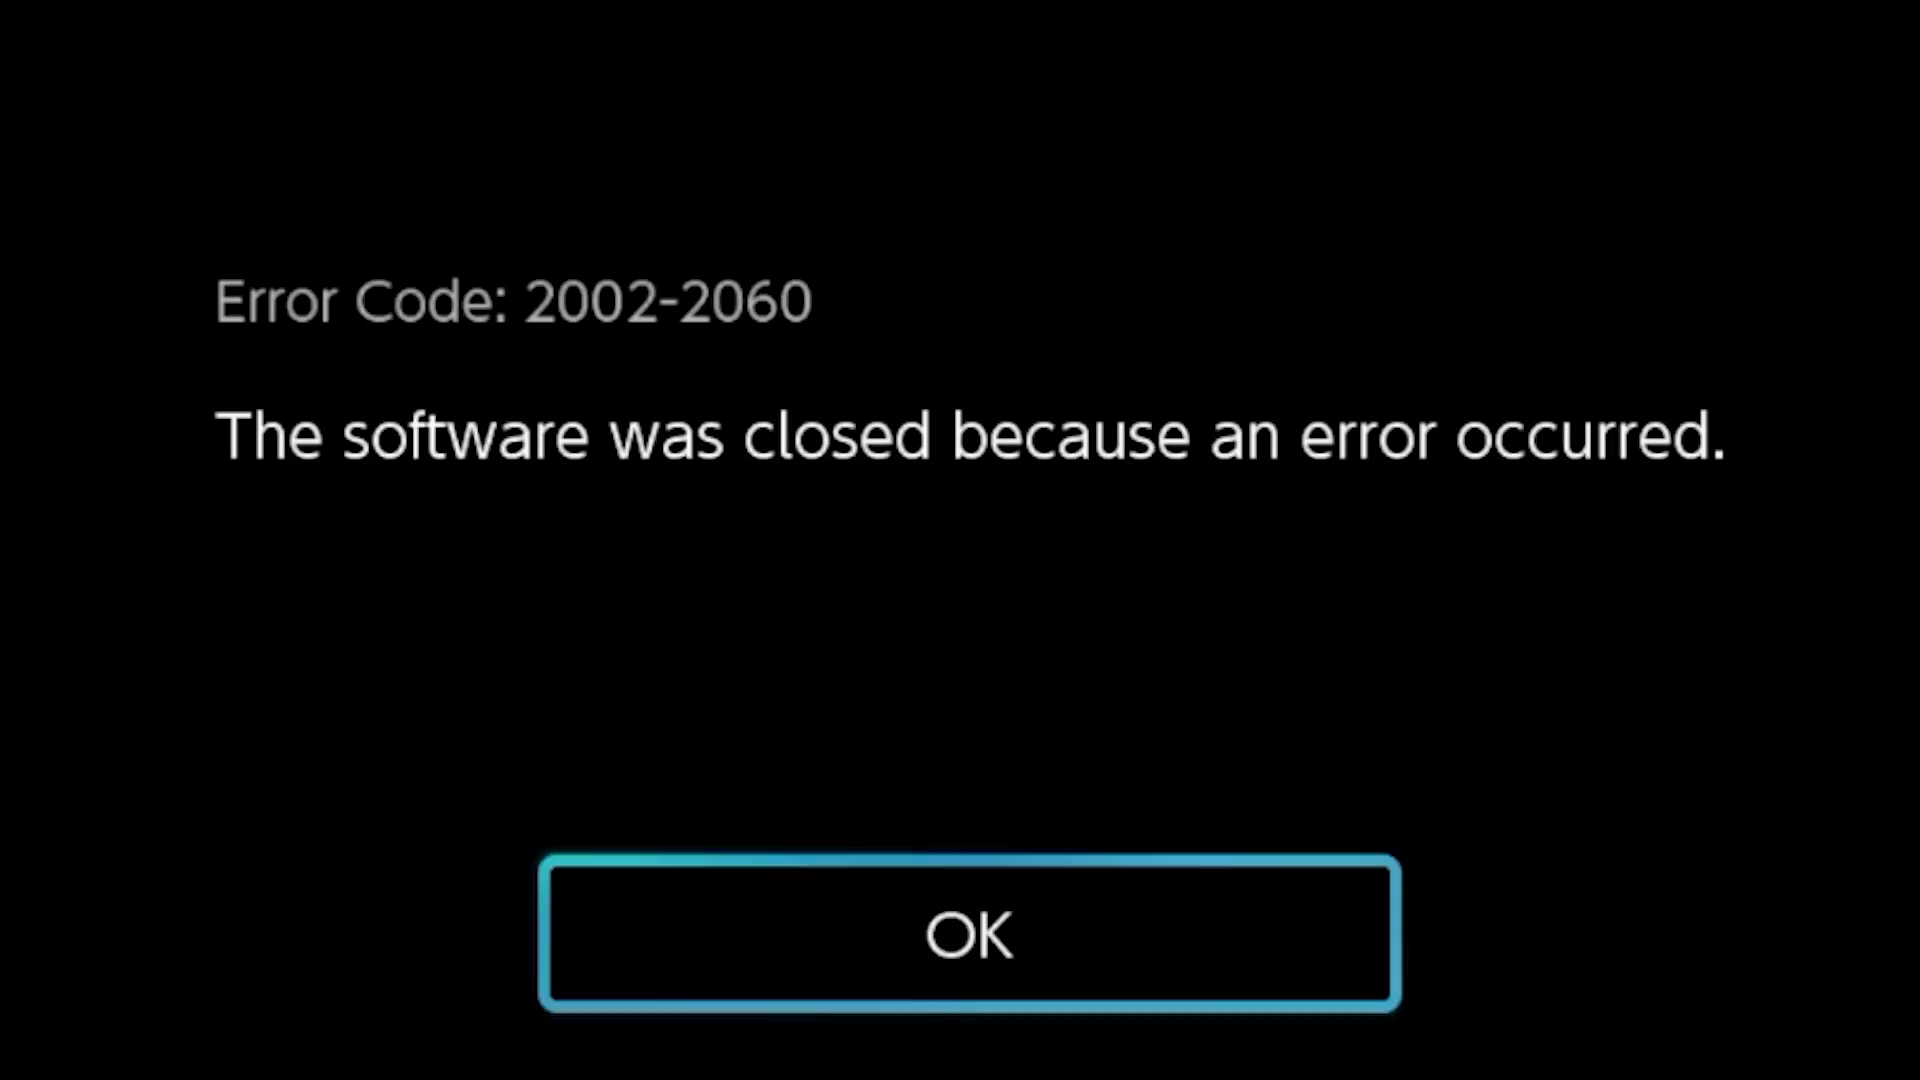 Error Code: 2002-2060
The software was closed because an error occurred.
OK